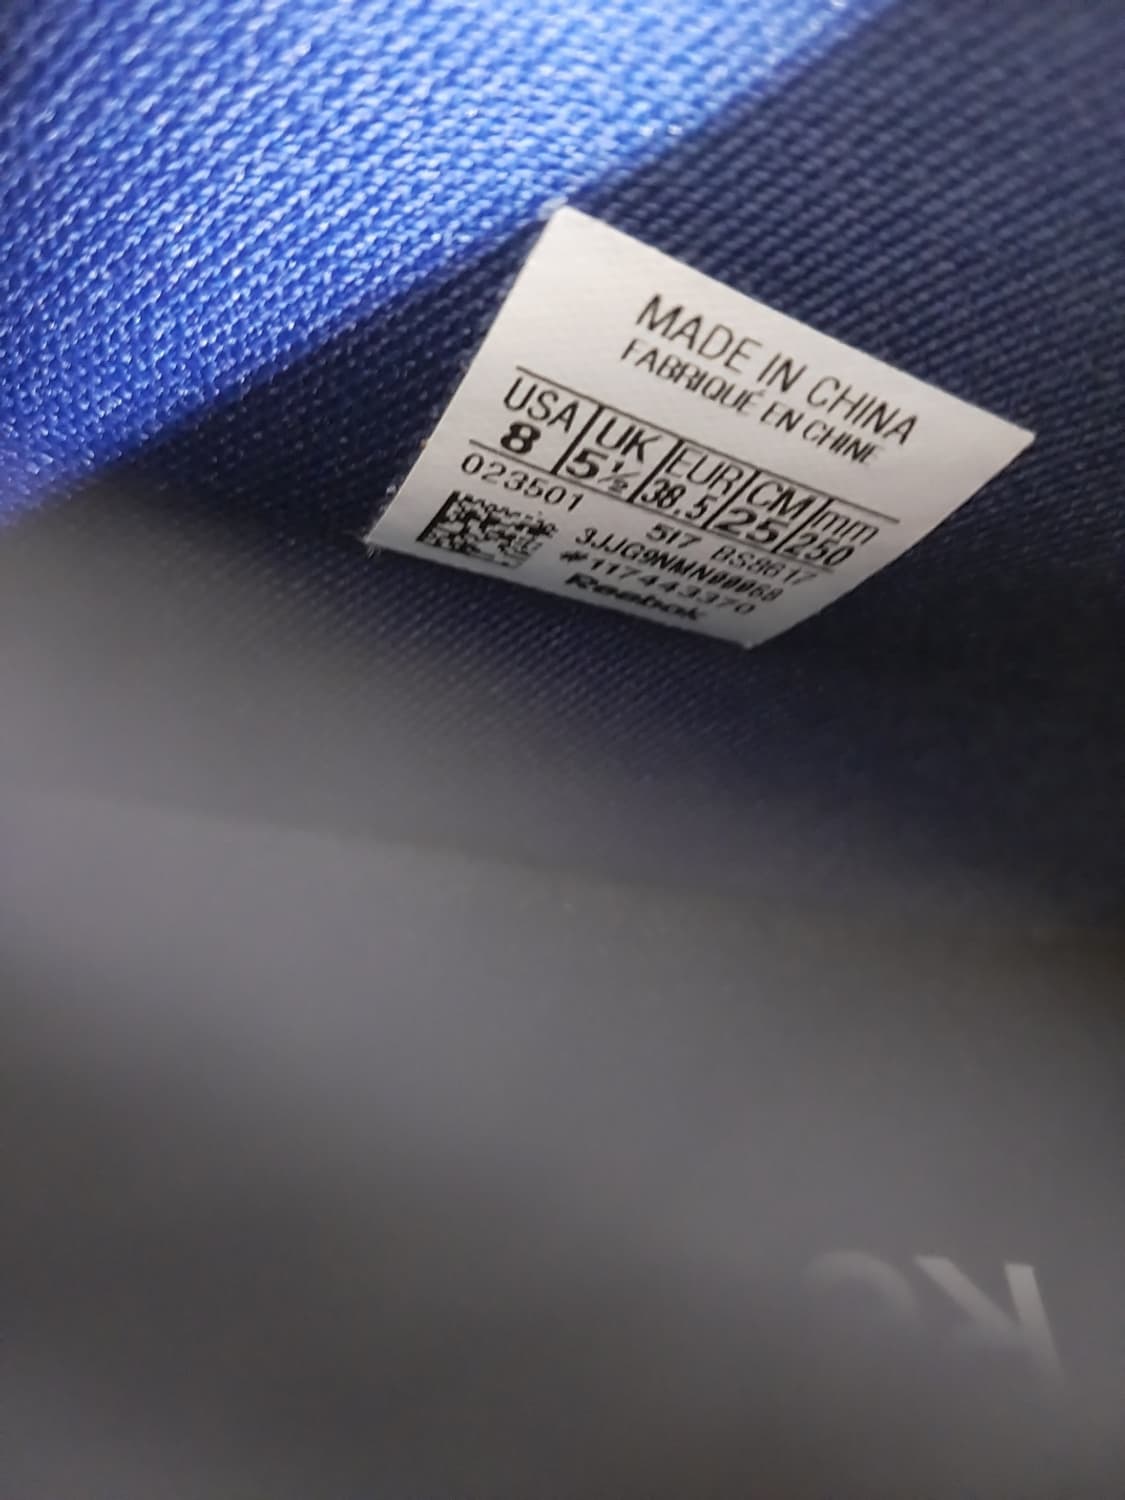 MADE IN CHINA
FABRIQUÉ EN CHINE
USA UK EUR CM mm
8 5½ 38.5 25 250
023501 517 BS8617
3JJG9NMN00068
#117443370
Reebok